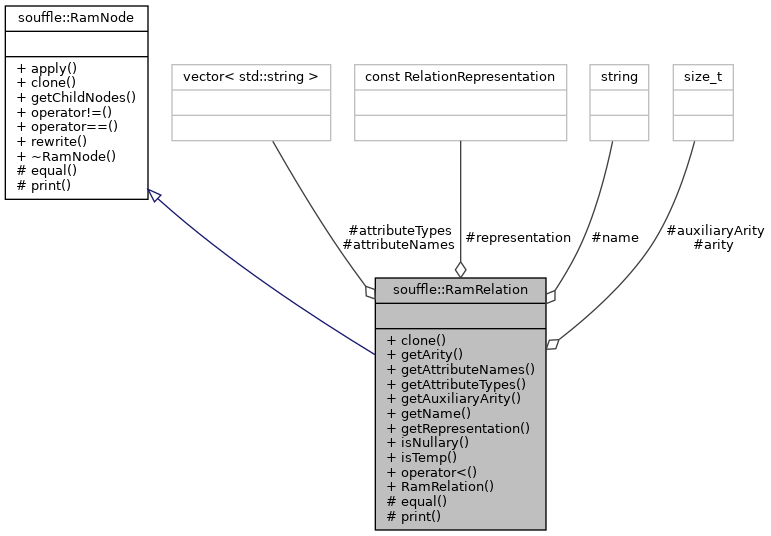 souffle::RamNode
+ apply()
+ clone()
+ getChildNodes()
+ operator!=()
+ operator==()
+ rewrite()
+ ~RamNode()
# equal()
# print()
vector< std::string >
const RelationRepresentation
string
size_t
#attributeTypes
#attributeNames
#representation
#name
#auxiliaryArity
#arity
souffle::RamRelation
+ clone()
+ getArity()
+ getAttributeNames()
+ getAttributeTypes()
+ getAuxiliaryArity()
+ getName()
+ getRepresentation()
+ isNullary()
+ isTemp()
+ operator<()
+ RamRelation()
# equal()
# print()